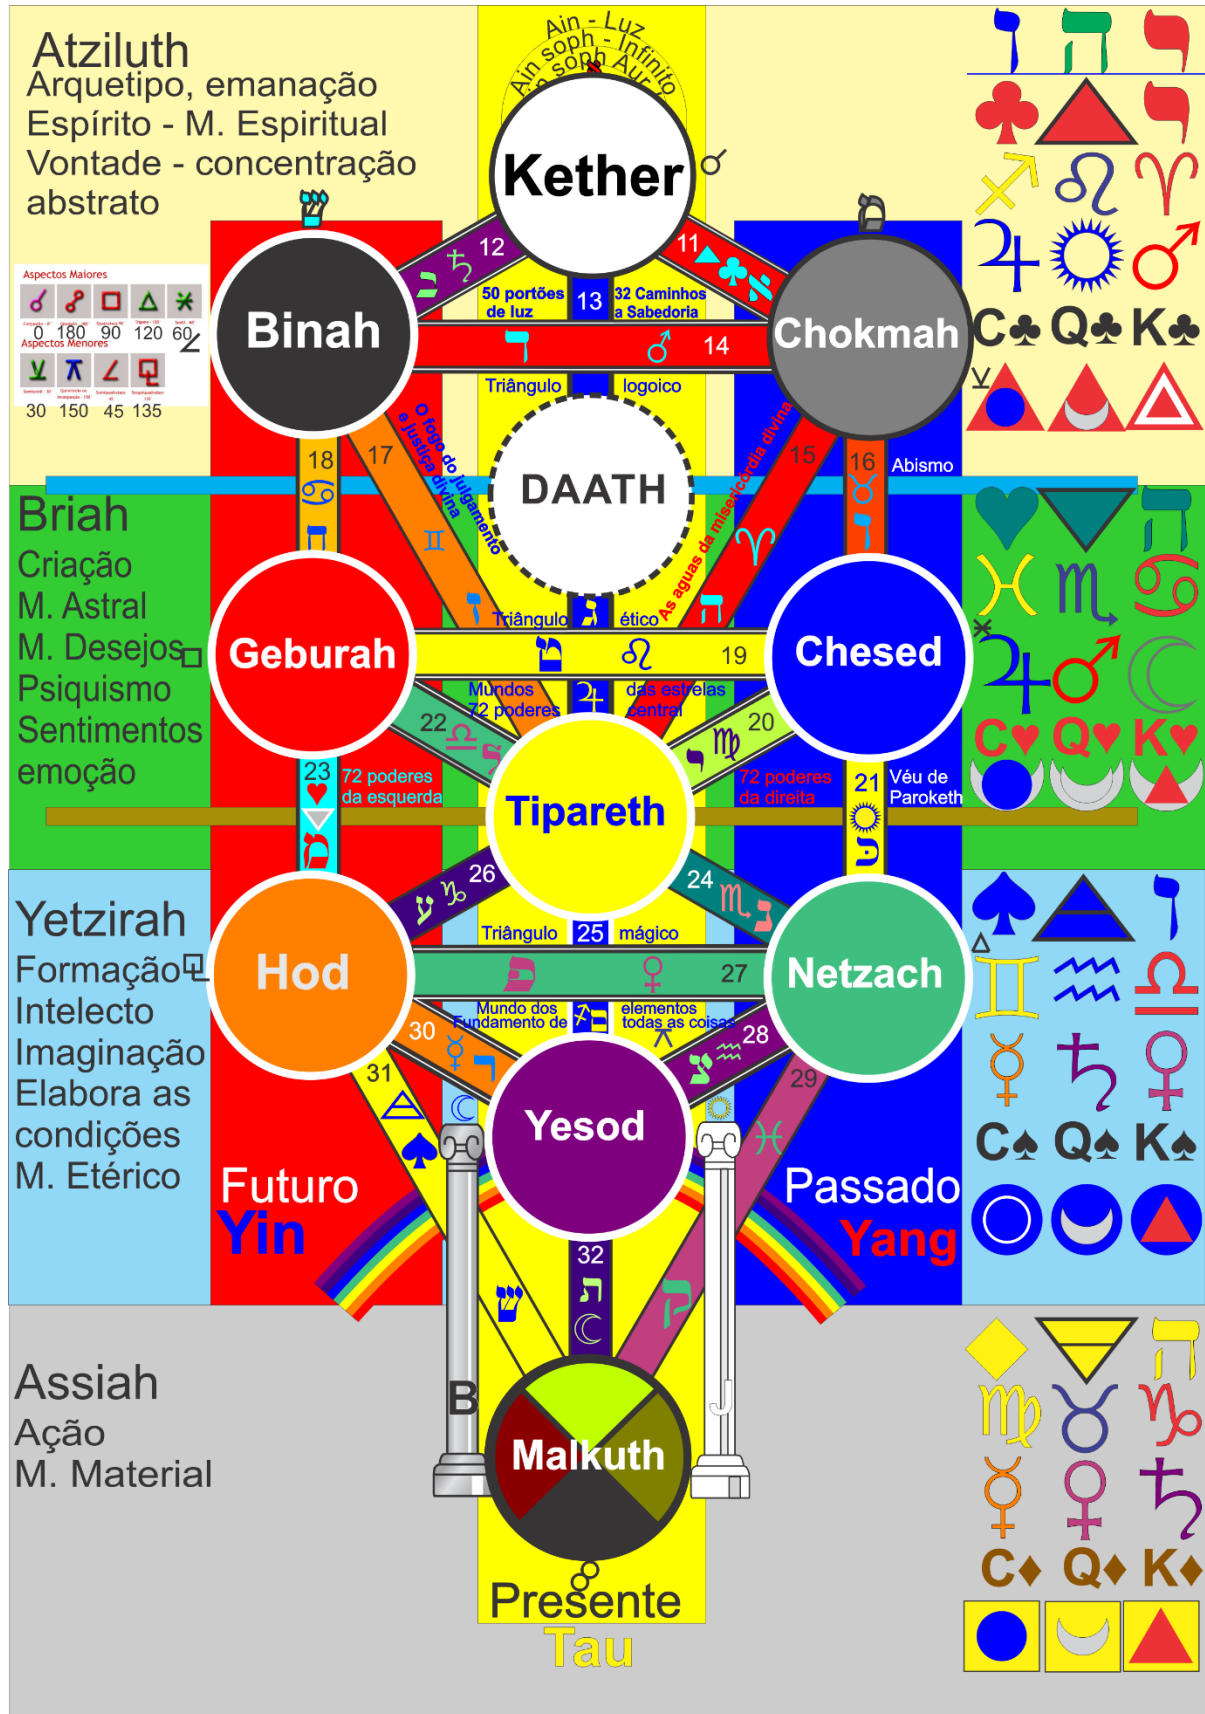 Atziluth
Arquetipo, emanação
Espírito - M. Espiritual
Vontade - concentração
abstrato
Ain - Luz
Ain soph - Infinito
soph Aur
Kether
ו ה י
י
ש
מ
12
כ
11
א
Aspectos Maiores
0 180 90 120 60
Aspectos Menores
30 150 45 135
Binah
Chokmah
50 portões
de luz
13
32 Caminhos
a Sabedoria
ד
14
Triângulo
logoico
C♣ Q♣ K♣
O fogo do julgamento
e justiça divina
As aguas da misericórdia divina
18
17
15
16
Abismo
DAATH
ח
ו
ה
ו
Briah
Criação
M. Astral
M. Desejos
Psiquismo
Sentimentos
emoção
ה
Triângulo
ג
ético
Geburah
ט
19
Chesed
Mundos
72 poderes
das estrelas
central
22
ל
20
י
C♥ Q♥ K♥
23
72 poderes
da esquerda
Tipareth
72 poderes
da direita
21
Véu de
Paroketh
מ
כ
Yetzirah
Formação
Intelecto
Imaginação
Elabora as
condições
M. Etérico
ו
26
ע
24
נ
Triângulo
25
mágico
Hod
פ
27
Netzach
Mundo dos
Fundamento de
elementos
todas as coisas
30
ר
28
צ
31
29
Yesod
C♠ Q♠ K♠
Futuro
Yin
Passado
Yang
32
ת
ש
ק
Assiah
Ação
M. Material
ה
B
J
Malkuth
C♦ Q♦ K♦
Presente
Tau